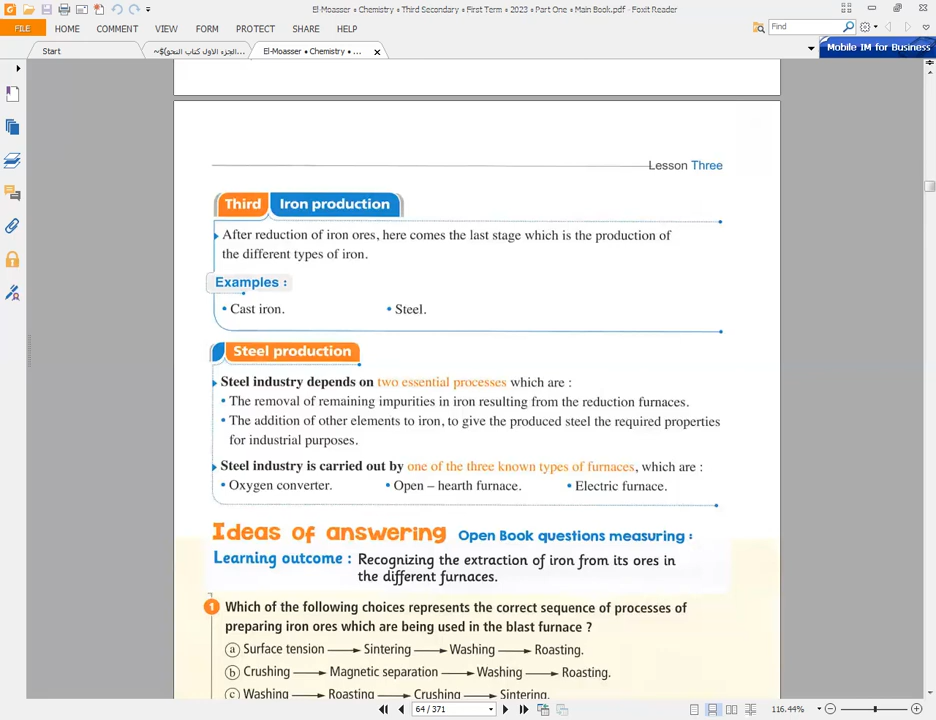 El-Moasser • Chemistry • Third Secondary • First Term • 2023 • Part One • Main Book.pdf - Foxit Reader
FILE HOME COMMENT VIEW FORM PROTECT SHARE HELP
Find
Start
~$(الجزء الاول كتاب النحو...
El-Moasser • Chemistry • ...
Mobile IM for Business
Lesson Three
Third Iron production
After reduction of iron ores, here comes the last stage which is the production of
the different types of iron.
Examples :
• Cast iron. • Steel.
Steel production
Steel industry depends on two essential processes which are :
• The removal of remaining impurities in iron resulting from the reduction furnaces.
• The addition of other elements to iron, to give the produced steel the required properties
for industrial purposes.
Steel industry is carried out by one of the three known types of furnaces, which are :
• Oxygen converter. • Open – hearth furnace. • Electric furnace.
Ideas of answering Open Book questions measuring :
Learning outcome : Recognizing the extraction of iron from its ores in
the different furnaces.
1 Which of the following choices represents the correct sequence of processes of
preparing iron ores which are being used in the blast furnace ?
a Surface tension → Sintering → Washing → Roasting.
b Crushing → Magnetic separation → Washing → Roasting.
c Washing → Roasting → Crushing → Sintering.
64 / 371
116.44%